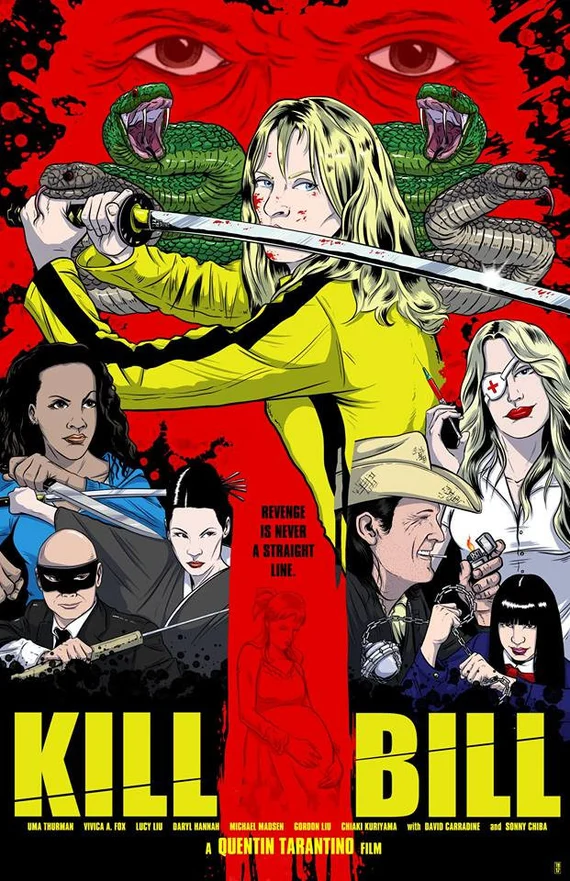 REVENGE
IS NEVER
A STRAIGHT
LINE.
KILL BILL
UMA THURMAN VIVICA A. FOX LUCY LIU DARYL HANNAH MICHAEL MADSEN GORDON LIU CHIAKI KURIYAMA with DAVID CARRADINE and SONNY CHIBA
A QUENTIN TARANTINO FILM